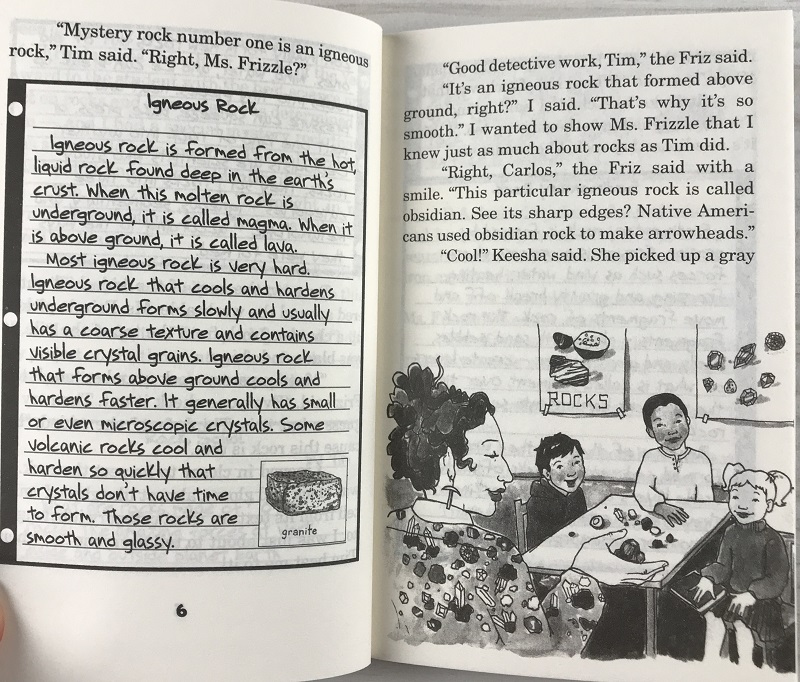 "Mystery rock number one is an igneous
rock," Tim said. "Right, Ms. Frizzle?"
Igneous Rock
Igneous rock is formed from the hot,
liquid rock found deep in the earth's
crust. When this molten rock is
underground, it is called magma. When it
is above ground, it is called lava.
Most igneous rock is very hard.
Igneous rock that cools and hardens
underground forms slowly and usually
has a coarse texture and contains
visible crystal grains. Igneous rock
that forms above ground cools and
hardens faster. It generally has small
or even microscopic crystals. Some
volcanic rocks cool and
harden so quickly that
crystals don't have time
to form. Those rocks are
smooth and glassy.
granite
6
"Good detective work, Tim," the Friz said.
"It's an igneous rock that formed above
ground, right?" I said. "That's why it's so
smooth." I wanted to show Ms. Frizzle that I
knew just as much about rocks as Tim did.
"Right, Carlos," the Friz said with a
smile. "This particular igneous rock is called
obsidian. See its sharp edges? Native Ameri-
cans used obsidian rock to make arrowheads."
"Cool!" Keesha said. She picked up a gray
ROCKS